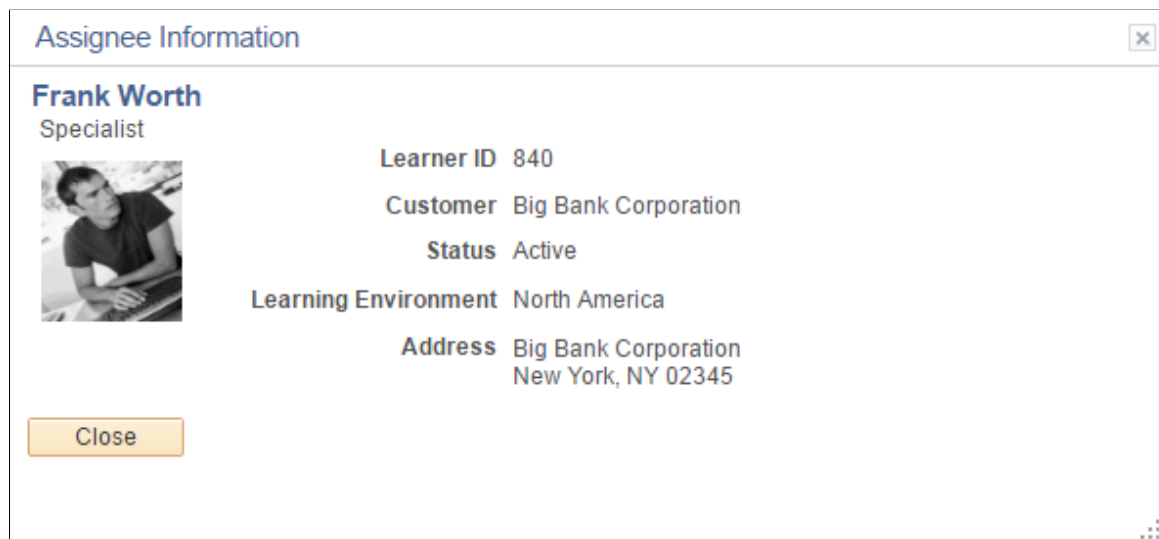 Assignee Information
Frank Worth
Specialist
Learner ID 840
Customer Big Bank Corporation
Status Active
Learning Environment North America
Address Big Bank Corporation
New York, NY 02345
Close